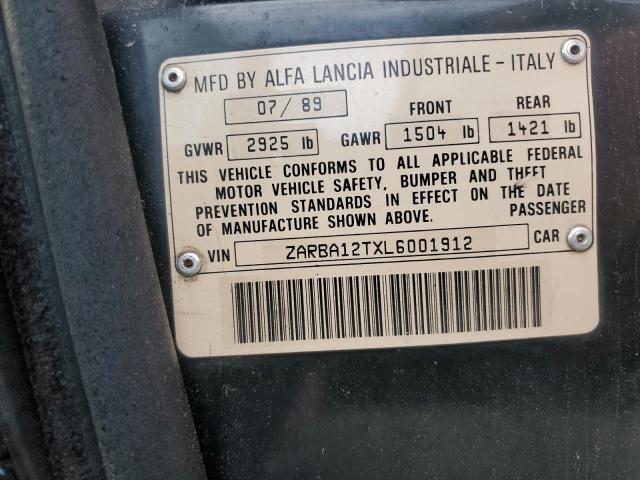 MFD BY ALFA LANCIA INDUSTRIALE - ITALY
07/89 FRONT REAR
GVWR 2925 lb GAWR 1504 lb 1421 lb
THIS VEHICLE CONFORMS TO ALL APPLICABLE FEDERAL
MOTOR VEHICLE SAFETY, BUMPER AND THEFT
PREVENTION STANDARDS IN EFFECT ON THE DATE
OF MANUFACTURE SHOWN ABOVE. PASSENGER
VIN ZARBA12TXL6001912 CAR